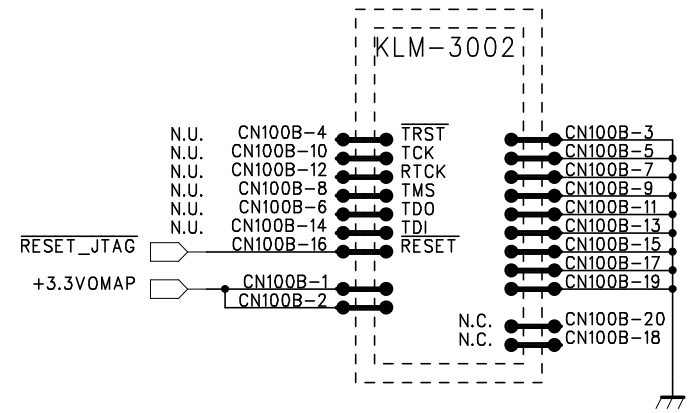 KLM-3002
N.U. CN100B-4 TRST CN100B-3
N.U. CN100B-10 TCK CN100B-5
N.U. CN100B-12 RTCK CN100B-7
N.U. CN100B-8 TMS CN100B-9
N.U. CN100B-6 TDO CN100B-11
N.U. CN100B-14 TDI CN100B-13
RESET_JTAG CN100B-16 RESET CN100B-15
CN100B-17
+3.3VOMAP CN100B-1 CN100B-19
CN100B-2
N.C. CN100B-20
N.C. CN100B-18